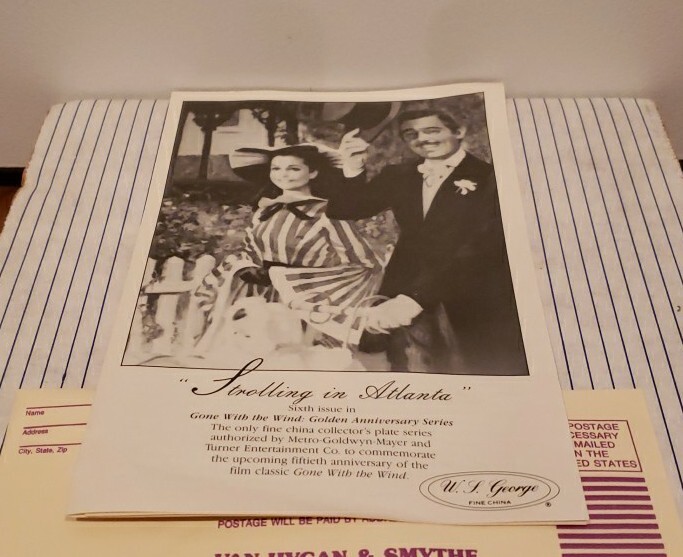 "Strolling in Atlanta"
Sixth issue in
Gone With the Wind: Golden Anniversary Series
The only fine china collector's plate series
authorized by Metro-Goldwyn-Mayer and
Turner Entertainment Co. to commemorate
the upcoming fiftieth anniversary of the
film classic Gone With the Wind.
W. S. George
FINE CHINA
®
Name
Address
City, State, Zip
POSTAGE
CESSARY
MAILED
N THE
ED STATES
POSTAGE WILL BE PAID BY
& SMYTHE